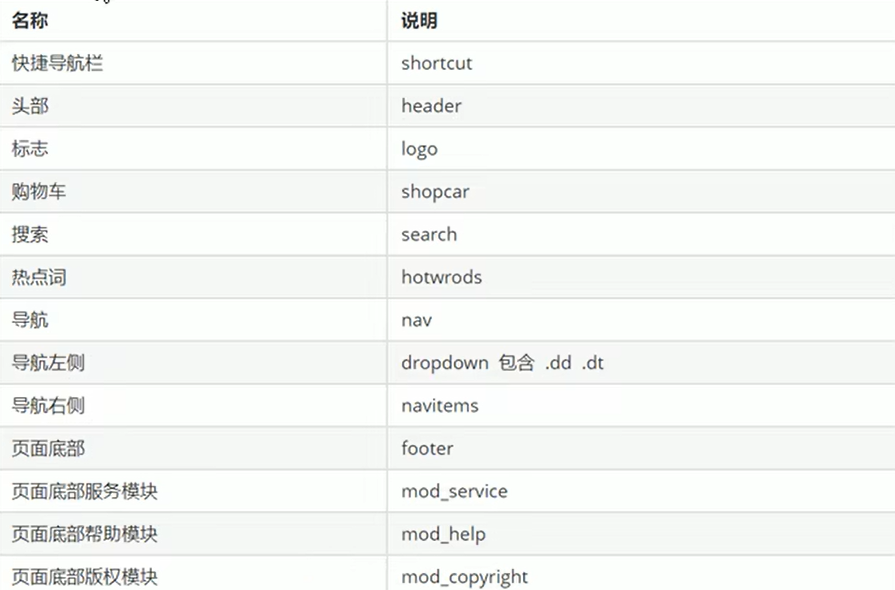 名称 说明
快捷导航栏 shortcut
头部 header
标志 logo
购物车 shopcar
搜索 search
热点词 hotwrods
导航 nav
导航左侧 dropdown 包含 .dd .dt
导航右侧 navitems
页面底部 footer
页面底部服务模块 mod_service
页面底部帮助模块 mod_help
页面底部版权模块 mod_copyright